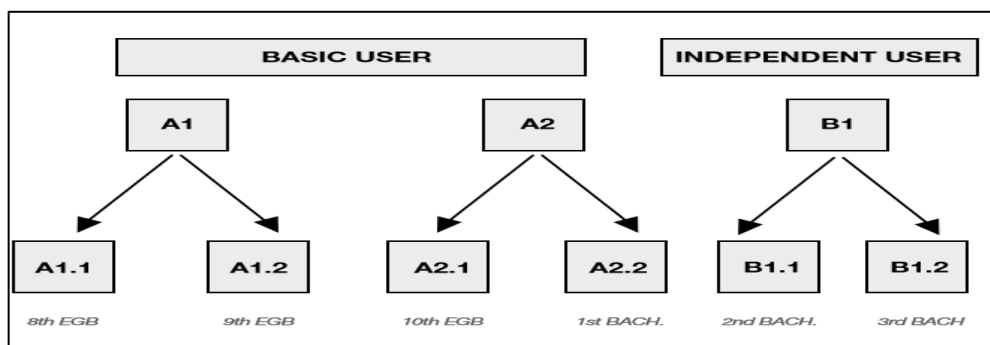 BASIC USER INDEPENDENT USER
A1 A2 B1
A1.1 A1.2 A2.1 A2.2 B1.1 B1.2
8th EGB 9th EGB 10th EGB 1st BACH. 2nd BACH. 3rd BACH